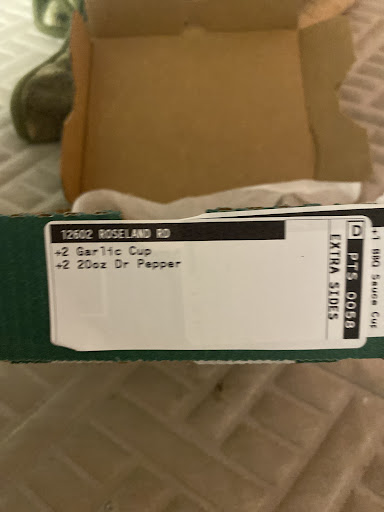 12602 ROSELAND RD
+2 Garlic Cup
+2 20oz Dr Pepper
EXTRA SIDES
D PTS 0058
+1 BBQ Sauce Cup